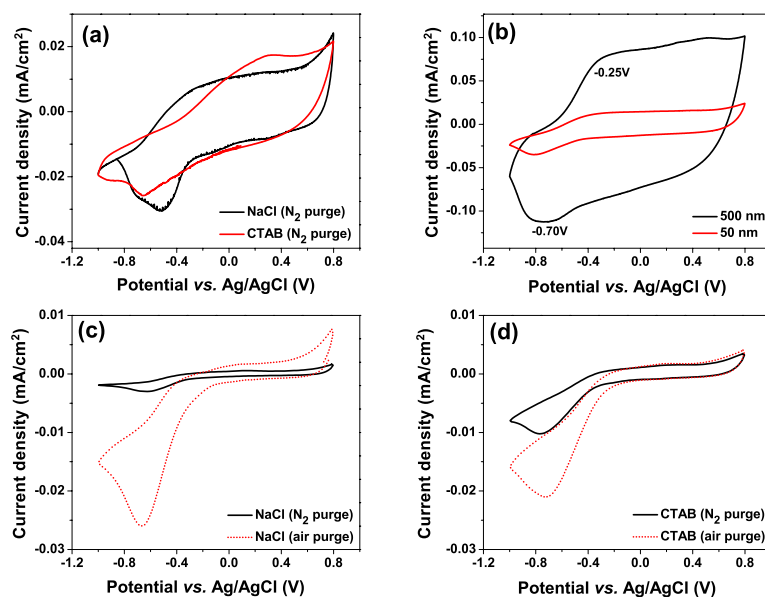 (a)
Current density (mA/cm²)
0.02
0.00
-0.02
-0.04
NaCl (N₂ purge)
CTAB (N₂ purge)
-1.2 -0.8 -0.4 0.0 0.4 0.8
Potential vs. Ag/AgCl (V)
(b)
Current density (mA/cm²)
0.10
0.05
0.00
-0.05
-0.10
-0.25V
-0.70V
500 nm
50 nm
-1.2 -0.8 -0.4 0.0 0.4 0.8
Potential vs. Ag/AgCl (V)
(c)
Current density (mA/cm²)
0.01
0.00
-0.01
-0.02
-0.03
NaCl (N₂ purge)
NaCl (air purge)
-1.2 -0.8 -0.4 0.0 0.4 0.8
Potential vs. Ag/AgCl (V)
(d)
Current density (mA/cm²)
0.01
0.00
-0.01
-0.02
-0.03
CTAB (N₂ purge)
CTAB (air purge)
-1.2 -0.8 -0.4 0.0 0.4 0.8
Potential vs. Ag/AgCl (V)